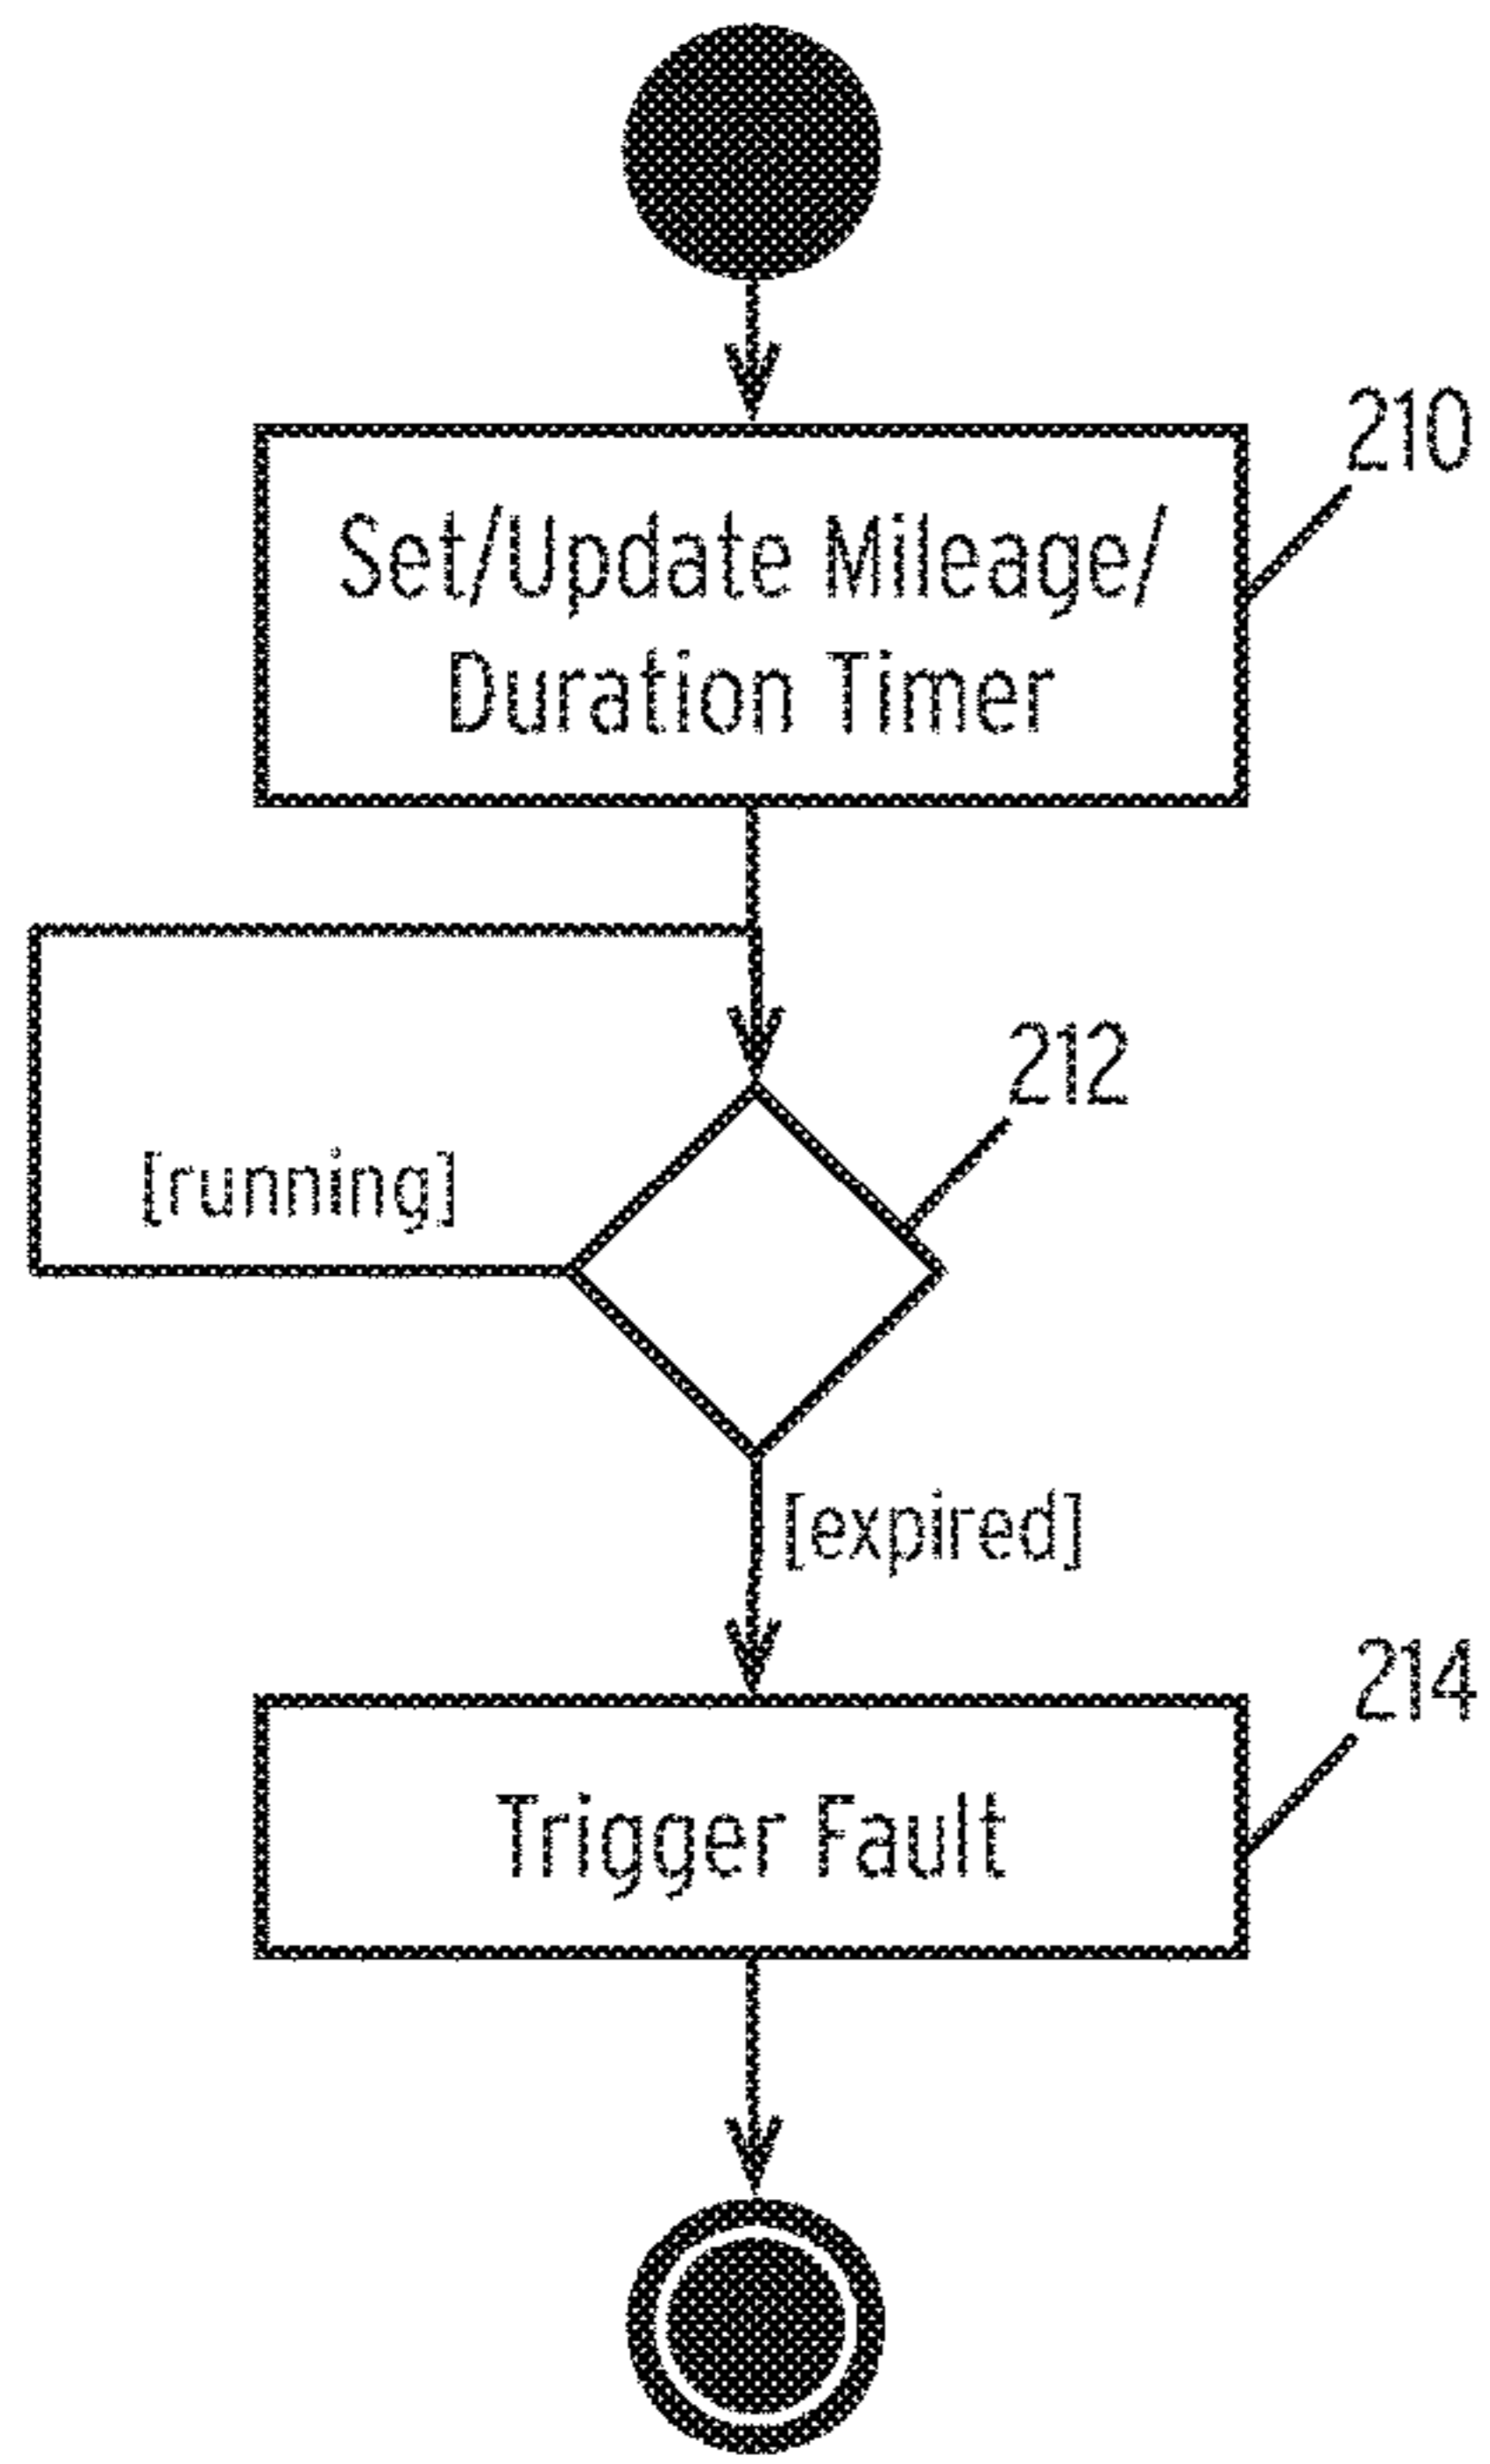 210
Set/Update Mileage/
Duration Timer
212
[running]
[expired]
214
Trigger Fault